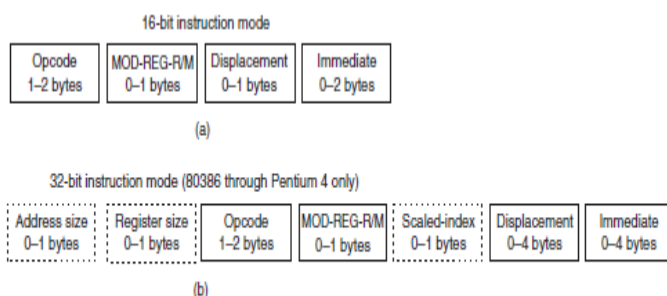 16-bit instruction mode
Opcode MOD-REG-R/M Displacement Immediate
1–2 bytes 0–1 bytes 0–1 bytes 0–2 bytes
(a)
32-bit instruction mode (80386 through Pentium 4 only)
Address size Register size Opcode MOD-REG-R/M Scaled-index Displacement Immediate
0–1 bytes 0–1 bytes 1–2 bytes 0–1 bytes 0–1 bytes 0–4 bytes 0–4 bytes
(b)